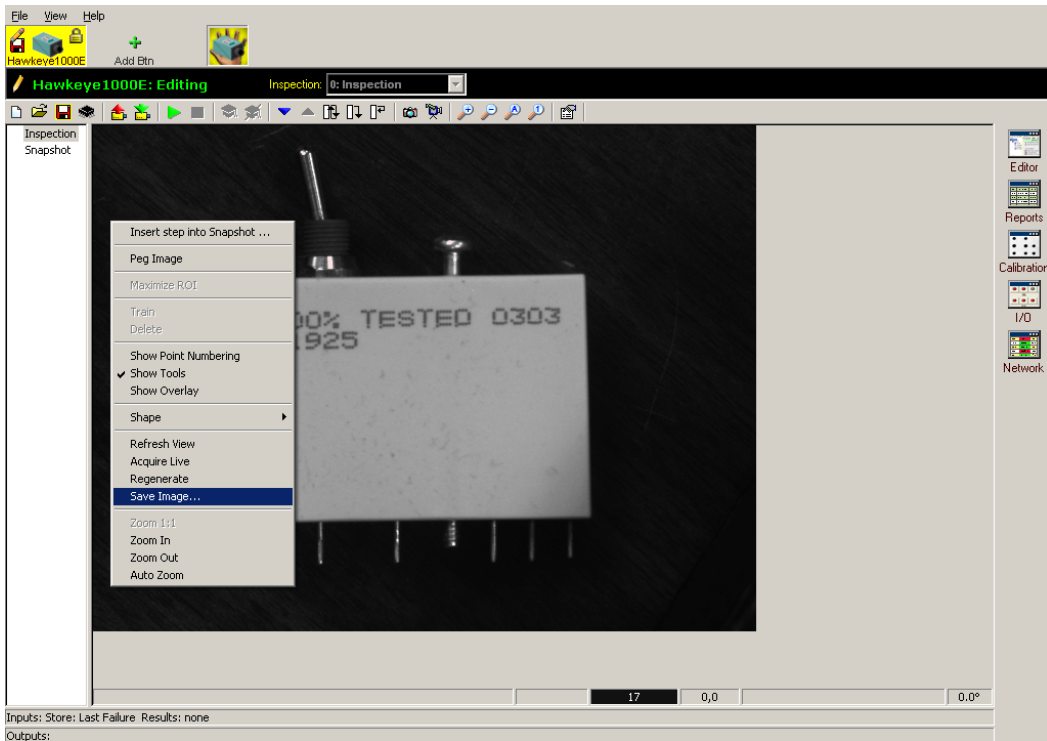 File View Help
Hawkeye1000E
Add Btn
Hawkeye1000E: Editing Inspection: 0: Inspection
Inspection
Snapshot
Insert step into Snapshot ...
Peg Image
Maximize ROI
Train
Delete
Show Point Numbering
Show Tools
Show Overlay
Shape
Refresh View
Acquire Live
Regenerate
Save Image...
Zoom 1:1
Zoom In
Zoom Out
Auto Zoom
00% TESTED 0303
1925
Editor
Reports
Calibration
I/O
Network
17 0,0 0.0°
Inputs: Store: Last Failure Results: none
Outputs: